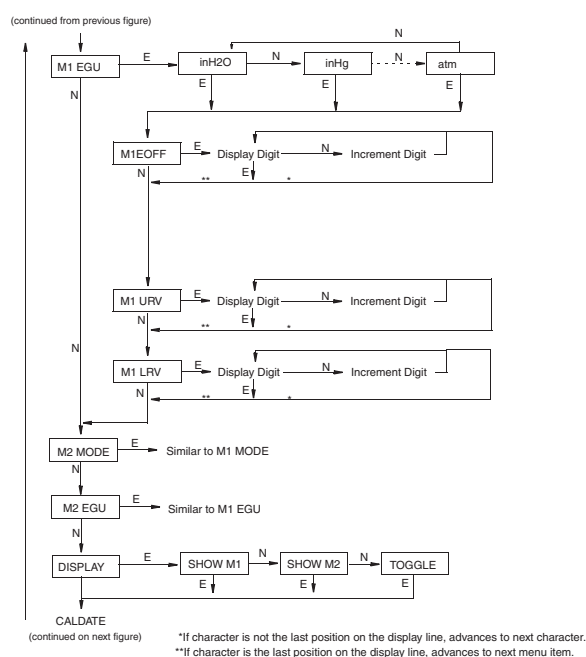 (continued from previous figure)
N
M1 EGU E inH2O N inHg N atm
N E E E
M1EOFF E Display Digit N Increment Digit
N E
** *
M1 URV E Display Digit N Increment Digit
N E
** *
N
M1 LRV E Display Digit N Increment Digit
N E
** *
M2 MODE E Similar to M1 MODE
N
M2 EGU E Similar to M1 EGU
N
DISPLAY E SHOW M1 N SHOW M2 N TOGGLE
E E E
CALDATE
(continued on next figure)
*If character is not the last position on the display line, advances to next character.
**If character is the last position on the display line, advances to next menu item.